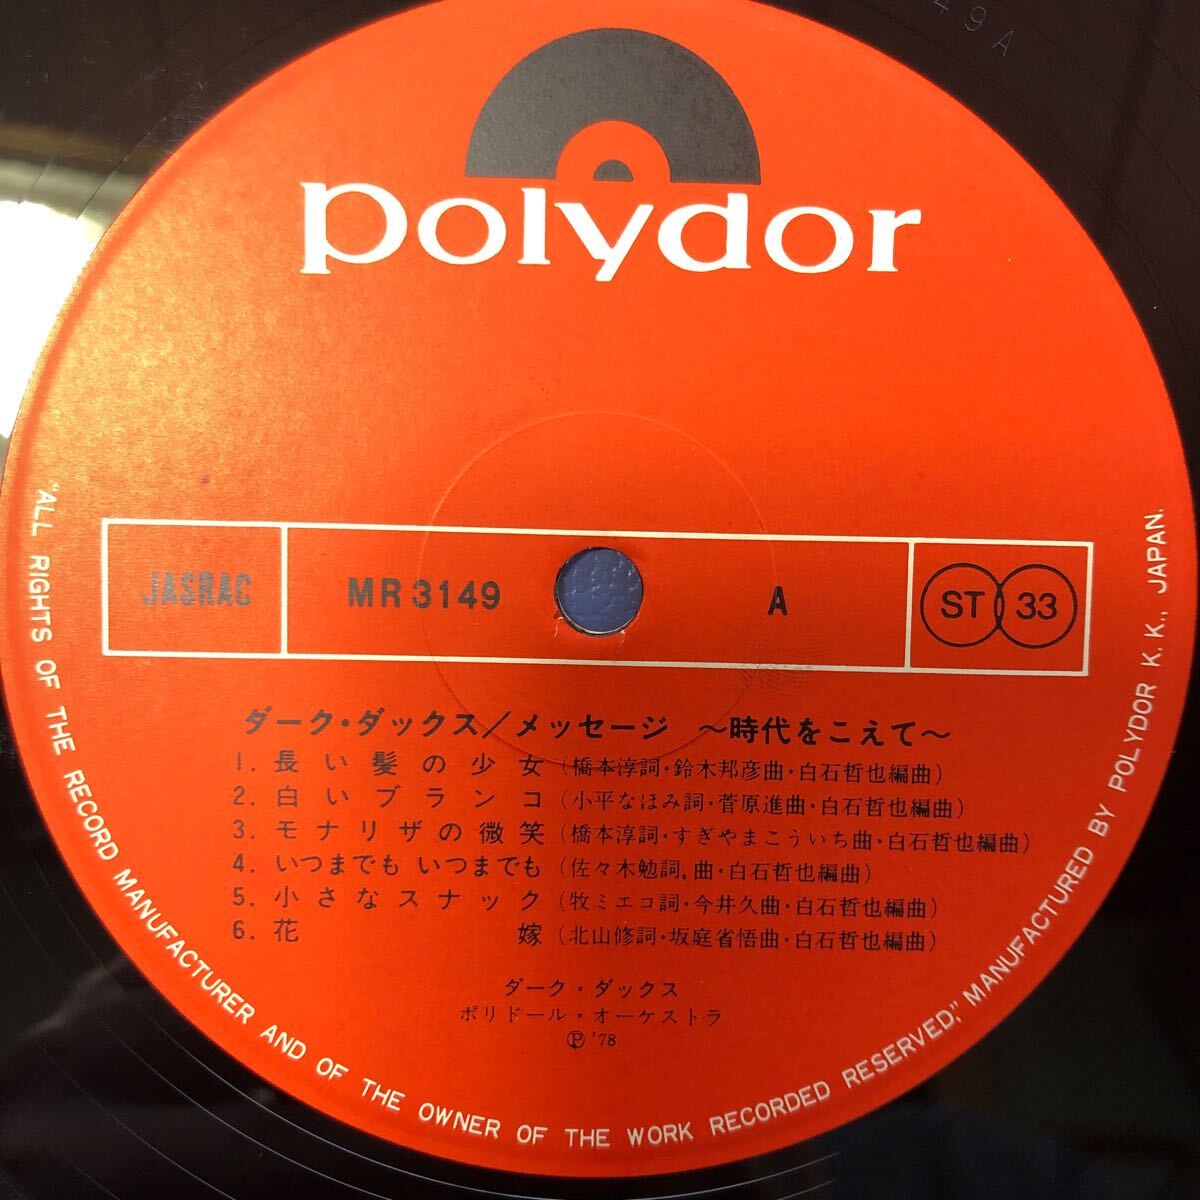 49A
polydor
JASRAC MR 3149 A ST 33
ダーク・ダックス/メッセージ 〜時代をこえて〜
1. 長い髪の少女 (橋本淳詞・鈴木邦彦曲・白石哲也編曲)
2. 白いブランコ (小平なほみ詞・菅原進曲・白石哲也編曲)
3. モナリザの微笑 (橋本淳詞・すぎやまこういち曲・白石哲也編曲)
4. いつまでも いつまでも (佐々木勉詞,曲・白石哲也編曲)
5. 小さなスナック (牧ミエコ詞・今井久曲・白石哲也編曲)
6. 花嫁 (北山修詞・坂庭省悟曲・白石哲也編曲)
ダーク・ダックス
ポリドール・オーケストラ
Ⓟ '78
"ALL RIGHTS OF THE RECORD MANUFACTURER AND OF THE OWNER OF THE WORK RECORDED RESERVED," MANUFACTURED BY POLYDOR K. K., JAPAN.